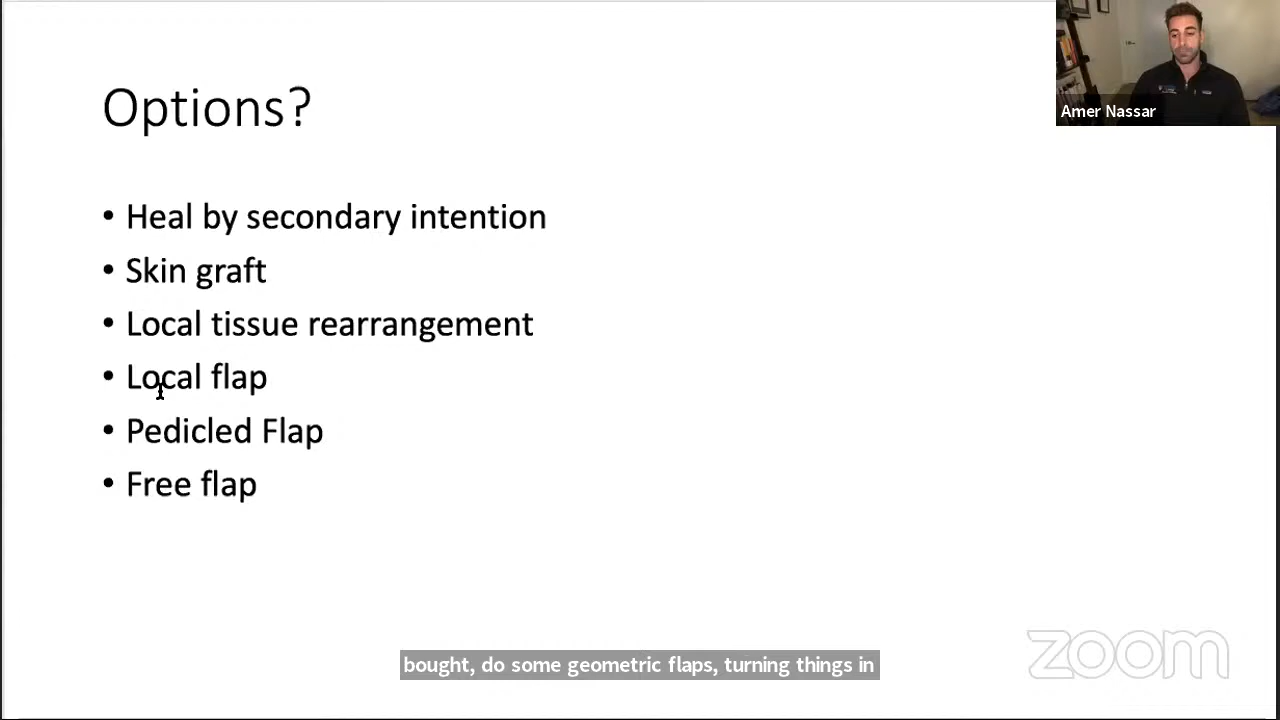 Options?
• Heal by secondary intention
• Skin graft
• Local tissue rearrangement
• Local flap
• Pedicled Flap
• Free flap
Amer Nassar
bought, do some geometric flaps, turning things in
zoom